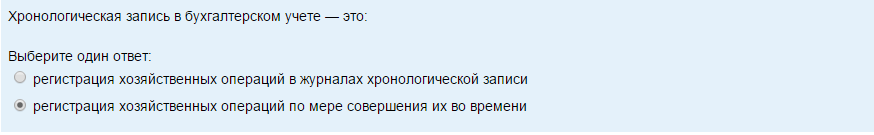 Хронологическая запись в бухгалтерском учете — это:
Выберите один ответ:
регистрация хозяйственных операций в журналах хронологической записи
регистрация хозяйственных операций по мере совершения их во времени